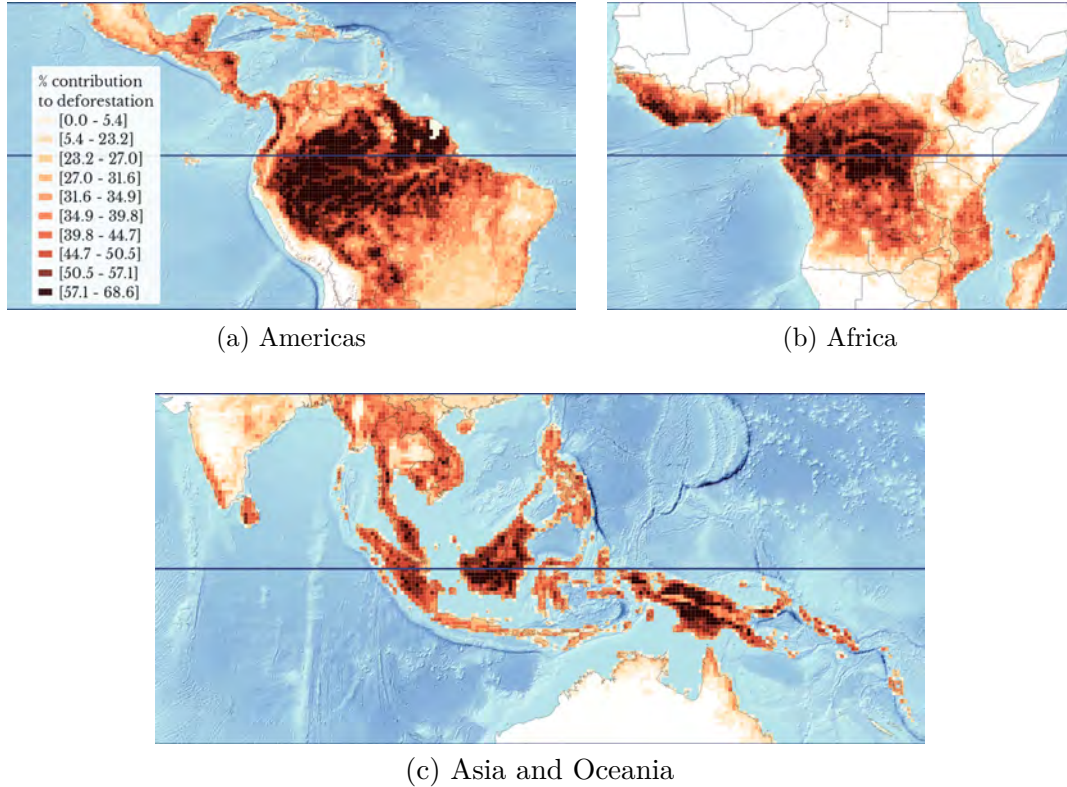 % contribution
to deforestation
[0.0 - 5.4]
[5.4 - 23.2]
[23.2 - 27.0]
[27.0 - 31.6]
[31.6 - 34.9]
[34.9 - 39.8]
[39.8 - 44.7]
[44.7 - 50.5]
[50.5 - 57.1]
[57.1 - 68.6]
(a) Americas
(b) Africa
(c) Asia and Oceania